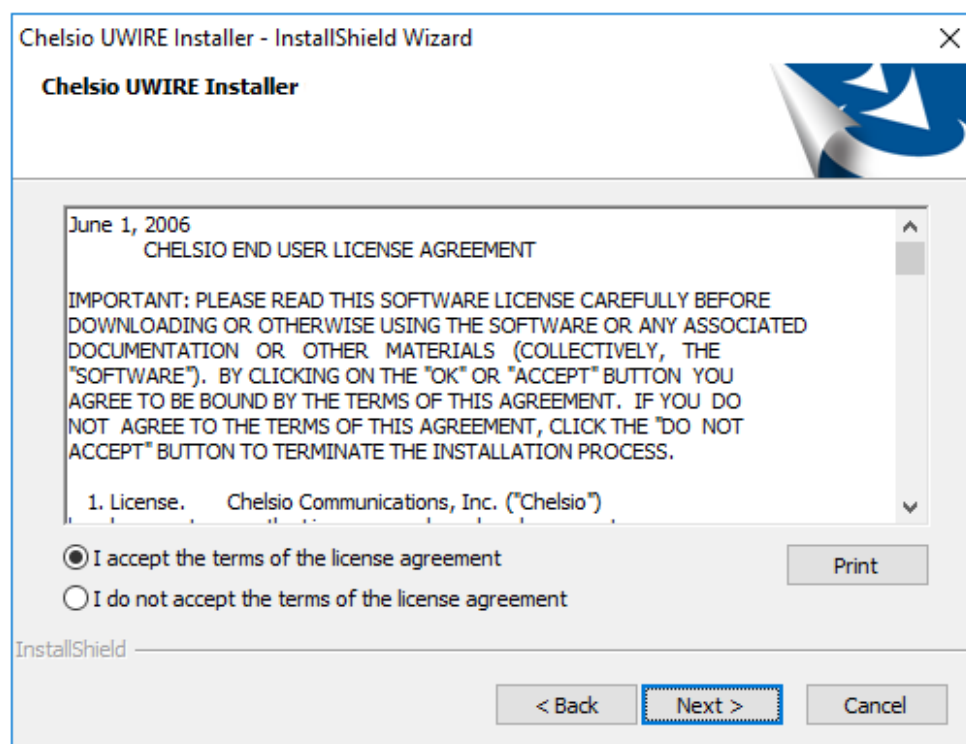 Chelsio UWIRE Installer - InstallShield Wizard
Chelsio UWIRE Installer
June 1, 2006
CHELSIO END USER LICENSE AGREEMENT
IMPORTANT: PLEASE READ THIS SOFTWARE LICENSE CAREFULLY BEFORE
DOWNLOADING OR OTHERWISE USING THE SOFTWARE OR ANY ASSOCIATED
DOCUMENTATION OR OTHER MATERIALS (COLLECTIVELY, THE
"SOFTWARE"). BY CLICKING ON THE "OK" OR "ACCEPT" BUTTON YOU
AGREE TO BE BOUND BY THE TERMS OF THIS AGREEMENT. IF YOU DO
NOT AGREE TO THE TERMS OF THIS AGREEMENT, CLICK THE "DO NOT
ACCEPT" BUTTON TO TERMINATE THE INSTALLATION PROCESS.
1. License. Chelsio Communications, Inc. ("Chelsio")
I accept the terms of the license agreement
Print
I do not accept the terms of the license agreement
InstallShield
< Back
Next >
Cancel